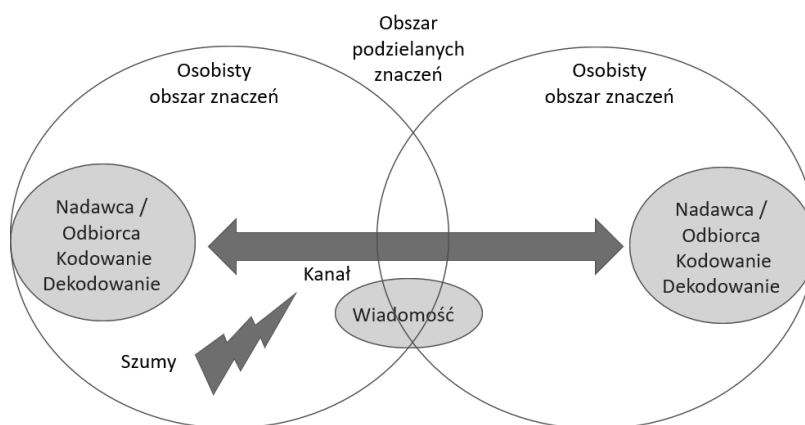 Obszar
podzielanych
znaczeń
Osobisty
obszar znaczeń
Osobisty
obszar znaczeń
Nadawca /
Odbiorca
Kodowanie
Dekodowanie
Nadawca /
Odbiorca
Kodowanie
Dekodowanie
Kanał
Wiadomość
Szumy